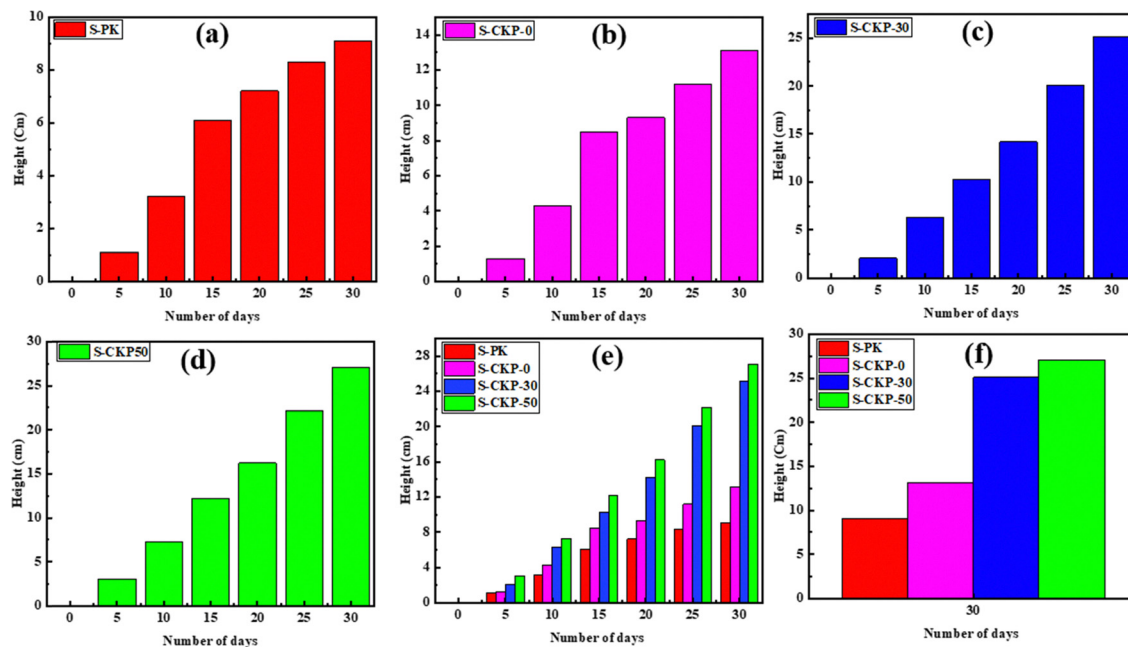 S-PK
(a)
10
8
6
4
2
0
Height (Cm)
0 5 10 15 20 25 30
Number of days
S-CKP-0
(b)
14
12
10
8
6
4
2
0
Height (cm)
0 5 10 15 20 25 30
Number of days
S-CKP-30
(c)
25
20
15
10
5
0
Height (cm)
0 5 10 15 20 25 30
Number of days
S-CKP50
(d)
30
25
20
15
10
5
0
Height (cm)
0 5 10 15 20 25 30
Number of days
S-PK
S-CKP-0
S-CKP-30
S-CKP-50
(e)
28
24
20
16
12
8
4
0
Height (cm)
0 5 10 15 20 25 30
Number of days
S-PK
S-CKP-0
S-CKP-30
S-CKP-50
(f)
30
25
20
15
10
5
0
Height (Cm)
30
Number of days